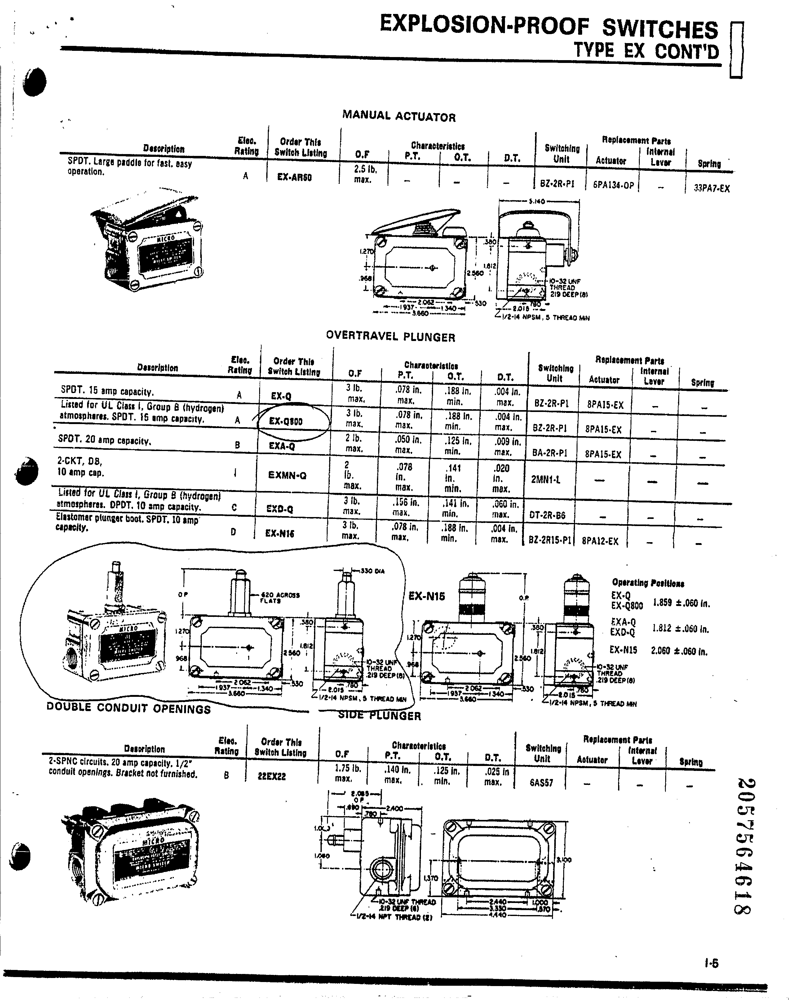 EXPLOSION-PROOF SWITCHES
TYPE EX CONT'D
MANUAL ACTUATOR
Description Elec. Rating Order This Switch Listing Characteristics O.F P.T. O.T. D.T. Switching Unit Replacement Parts Actuator Internal Lever Spring
SPDT. Large paddle for fast, easy operation. A EX-AR50 2.5 lb. max. – – – BZ-2R-P1 6PA134-OP – 33PA7-EX
MICRO
5.140
1.270
.968
2.560
.530
2.062
1.937
1.340
3.660
.380
1.812
10-32 UNF
THREAD
.219 DEEP (8)
.760
2.015
1/2-14 NPSM, 5 THREAD MIN
OVERTRAVEL PLUNGER
Description Elec. Rating Order This Switch Listing Characteristics O.F P.T. O.T. D.T. Switching Unit Replacement Parts Actuator Internal Lever Spring
SPDT. 15 amp capacity. A EX-Q 3 lb. max. .078 in. max. .188 in. min. .004 in. max. BZ-2R-P1 8PA15-EX – –
Listed for UL Class I, Group B (hydrogen) atmospheres. SPDT. 15 amp capacity. A EX-Q800 3 lb. max. .078 in. max. .188 in. min. .004 in. max. BZ-2R-P1 8PA15-EX – –
SPDT. 20 amp capacity. B EXA-Q 2 lb. max. .050 in. max. .125 in. min. .009 in. max. BA-2R-P1 8PA15-EX – –
2-CKT, DB, 10 amp cap. I EXMN-Q 2 lb. max. .078 in. max. .141 in. min. .020 in. max. 2MN1-L — — —
Listed for UL Class I, Group B (hydrogen) atmospheres. DPDT. 10 amp capacity. C EXD-Q 3 lb. max. .156 in. max. .141 in. min. .060 in. max. DT-2R-B6 – – –
Elastomer plunger boot. SPDT. 10 amp capacity. D EX-N15 3 lb. max. .078 in. max. .188 in. min. .004 in. max. BZ-2R15-P1 8PA12-EX – –
MICRO
O.P.
.620 ACROSS
FLATS
.330 DIA
1.270
.968
2.560
.530
2.062
1.937
1.340
3.660
.380
1.812
10-32 UNF
THREAD
.219 DEEP (8)
.760
2.015
1/2-14 NPSM, 5 THREAD MIN
EX-N15
O.P.
1.270
.968
2.560
.530
2.062
1.937
1.340
3.660
.380
1.812
10-32 UNF
THREAD
.219 DEEP (8)
.760
2.015
1/2-14 NPSM, 5 THREAD MIN
Operating Positions
EX-Q
EX-Q800 1.859 ±.060 in.
EXA-Q
EXD-Q 1.812 ±.060 in.
EX-N15 2.060 ±.060 in.
DOUBLE CONDUIT OPENINGS
SIDE PLUNGER
Description Elec. Rating Order This Switch Listing Characteristics O.F P.T. O.T. D.T. Switching Unit Replacement Parts Actuator Internal Lever Spring
2-SPNC circuits. 20 amp capacity. 1/2" conduit openings. Bracket not furnished. B 22EX22 1.75 lb. max. .140 in. max. .125 in. min. .025 in max. 6AS57 – – –
MICRO
MICRO SWITCH
2.085
O.P.
.690
2.400
.760
1.060
10-32 UNF THREAD
.219 DEEP (6)
1/2-14 NPT THREAD (2)
1.370
3.100
2.440
1.000
3.330
.570
4.440
2057564618
I-5